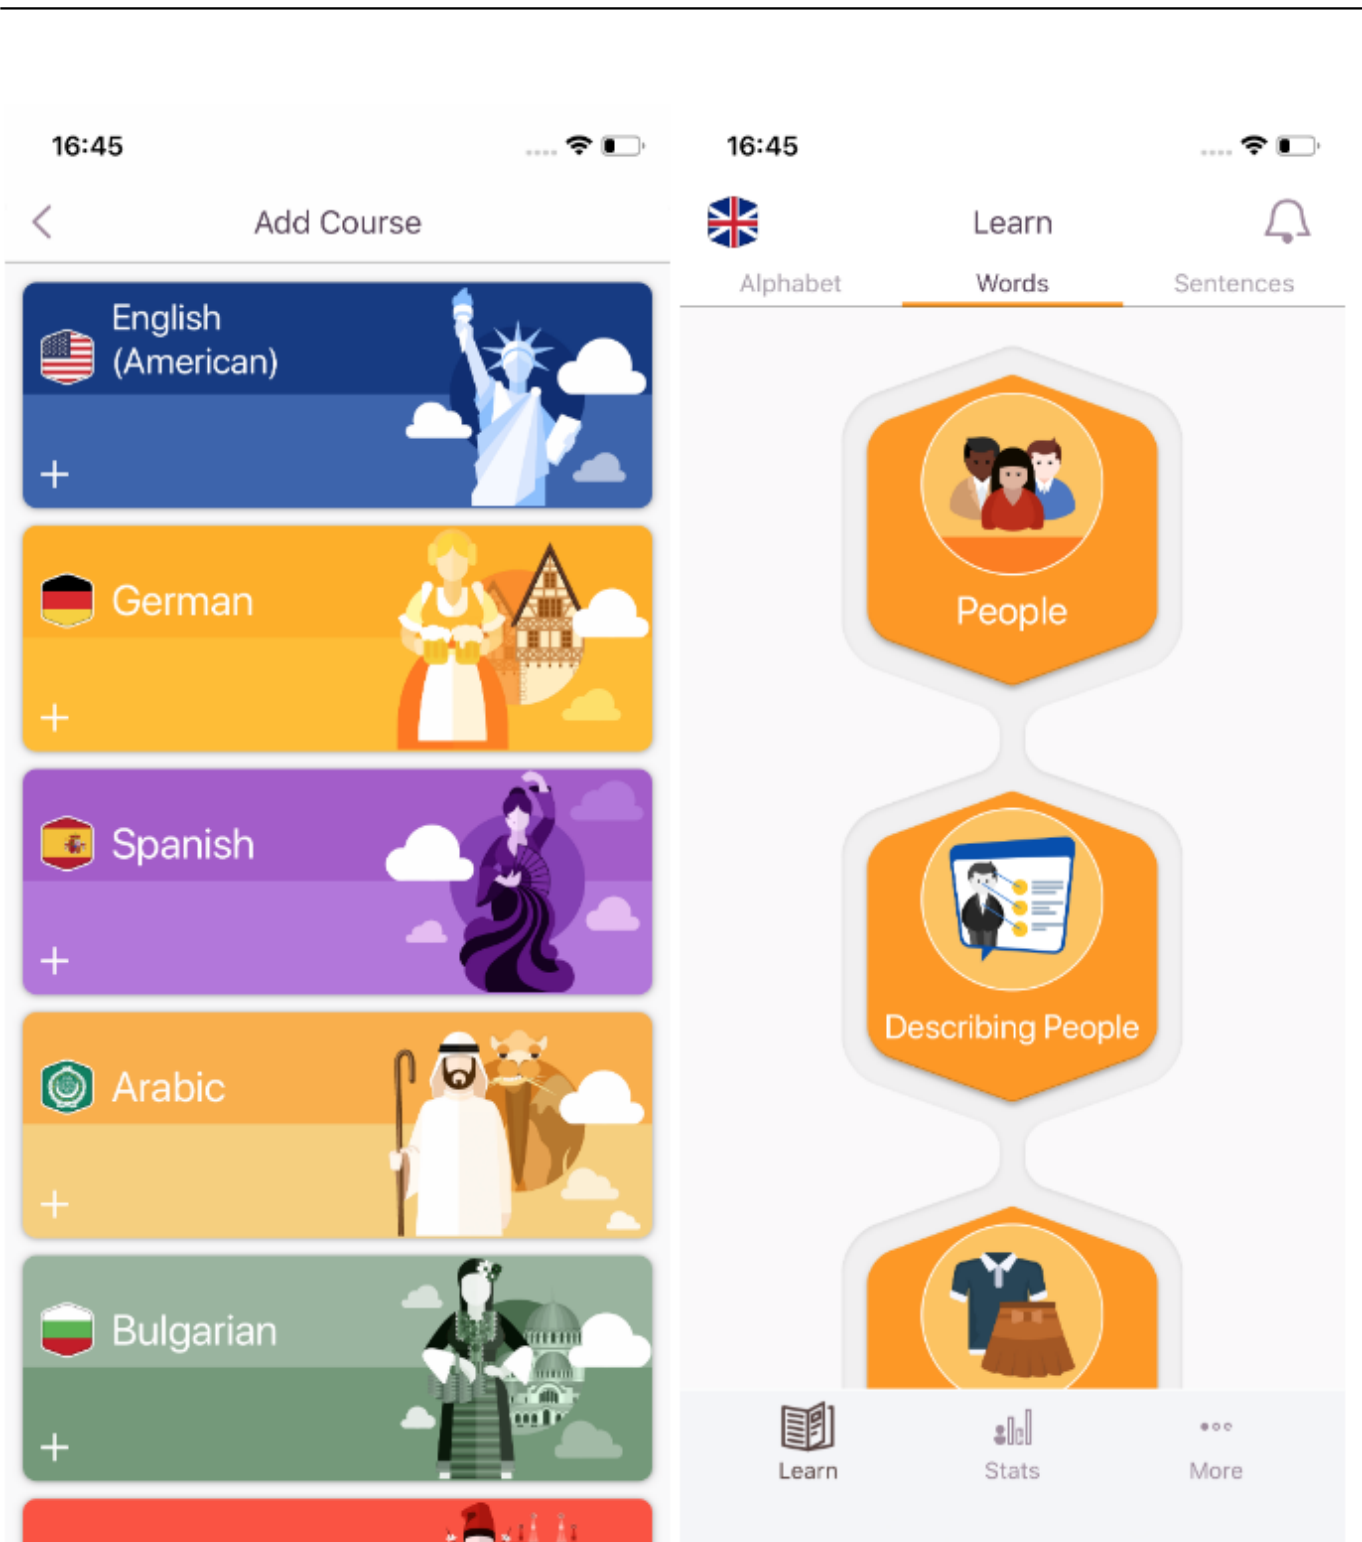 16:45
Add Course
English
(American)
+
German
+
Spanish
+
Arabic
+
Bulgarian
+
16:45
Learn
Alphabet Words Sentences
People
Describing People
Learn Stats More